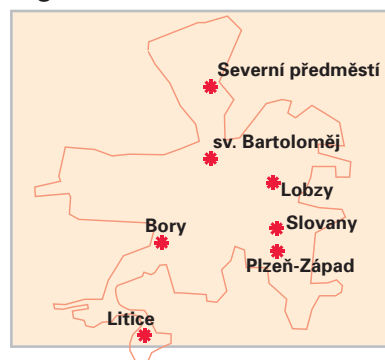 Severní předměstí
sv. Bartoloměj
Lobzy
Slovany
Bory
Plzeň-Západ
Litice